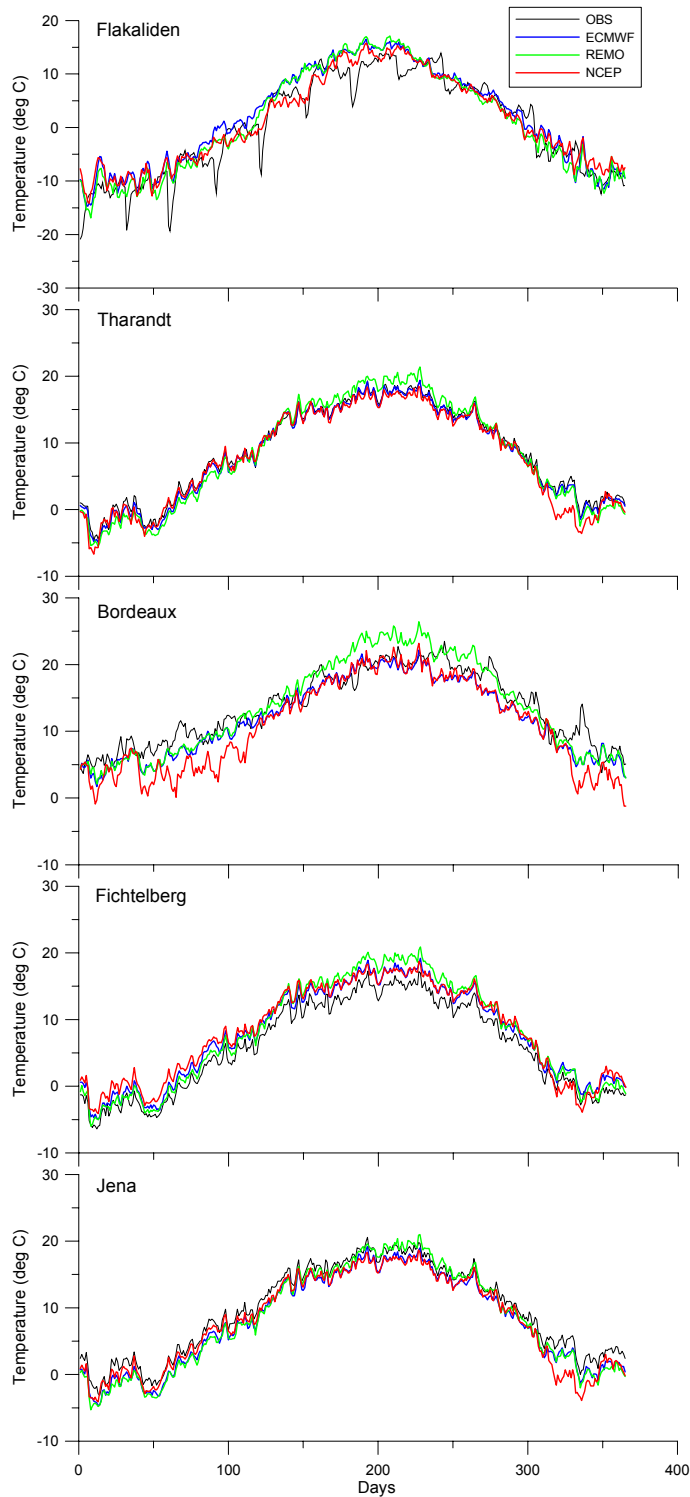 Flakaliden
OBS
ECMWF
REMO
NCEP
Temperature (deg C)
20
10
0
-10
-20
-30
Tharandt
Temperature (deg C)
30
20
10
0
-10
Bordeaux
Temperature (deg C)
30
20
10
0
-10
Fichtelberg
Temperature (deg C)
30
20
10
0
-10
Jena
Temperature (deg C)
30
20
10
0
-10
0
100
200
300
400
Days